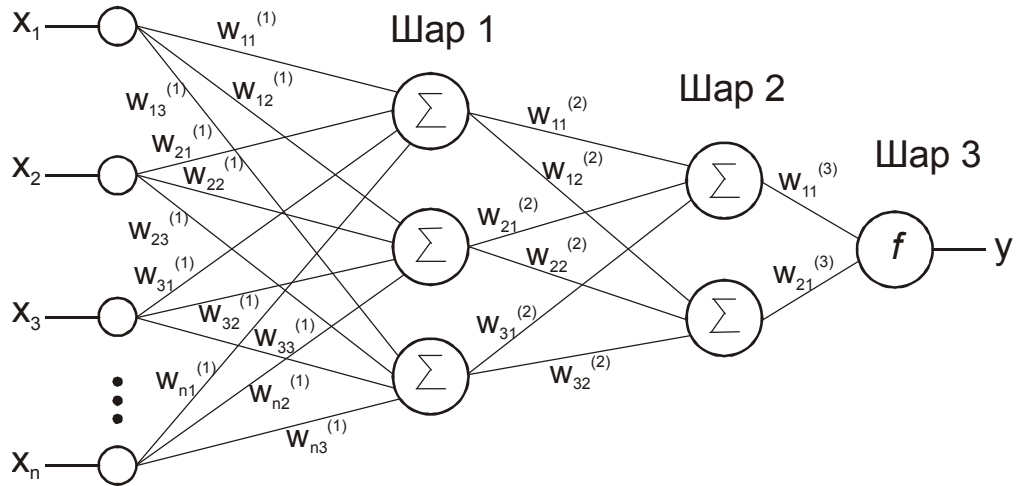 x₁
w₁₁⁽¹⁾
Шар 1
w₁₂⁽¹⁾
w₁₃⁽¹⁾
Шар 2
w₁₁⁽²⁾
w₂₁⁽¹⁾
x₂
w₂₂⁽¹⁾
w₁₂⁽²⁾
Шар 3
w₁₁⁽³⁾
w₂₃⁽¹⁾
w₂₁⁽²⁾
w₂₂⁽²⁾
f
y
w₃₁⁽¹⁾
w₂₁⁽³⁾
x₃
w₃₂⁽¹⁾
w₃₃⁽¹⁾
w₃₁⁽²⁾
w₃₂⁽²⁾
wₙ₁⁽¹⁾
wₙ₂⁽¹⁾
wₙ₃⁽¹⁾
xₙ
Σ
Σ
Σ
Σ
Σ